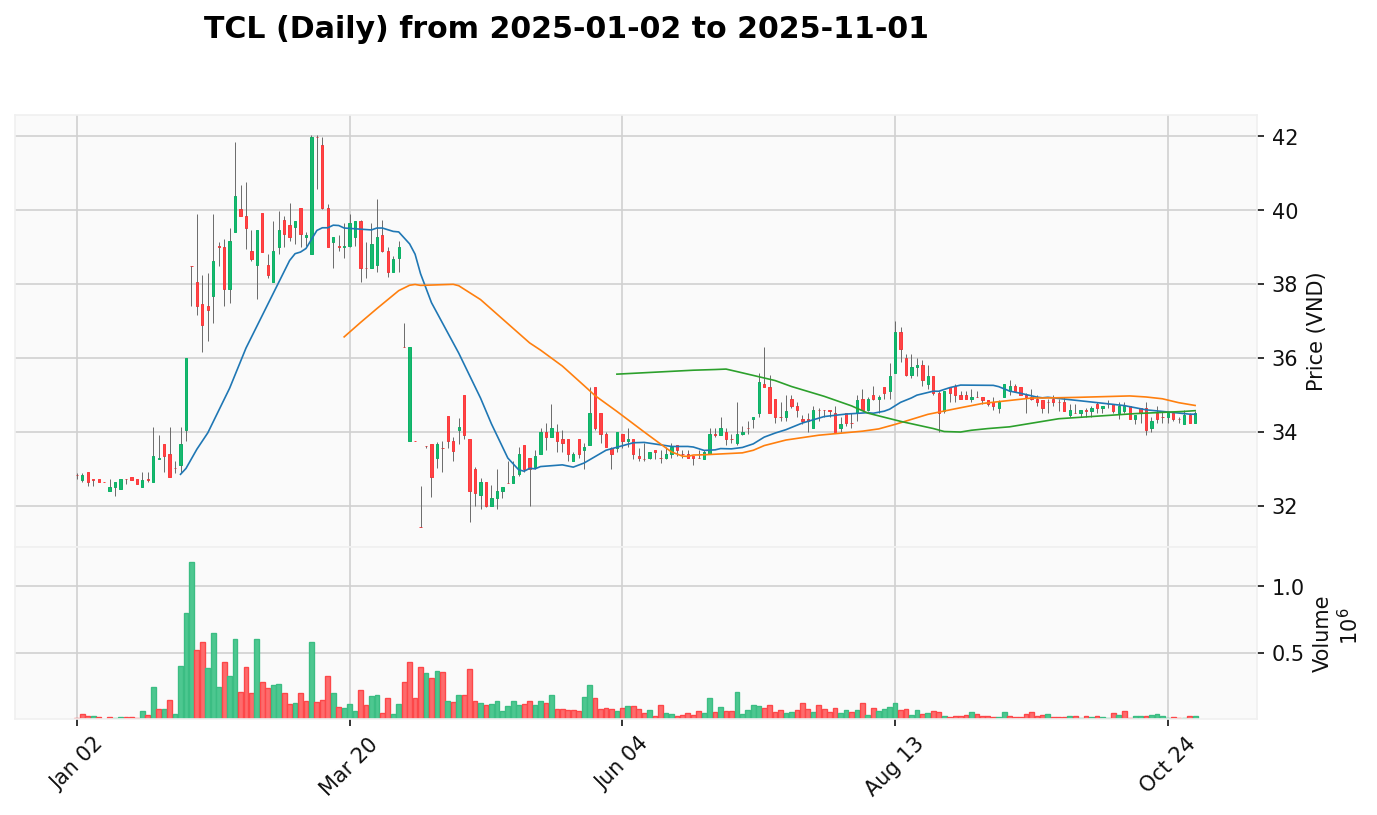 TCL (Daily) from 2025-01-02 to 2025-11-01
42
40
38
36
34
32
Price (VND)
1.0
0.5
Volume
10⁶
Jan 02
Mar 20
Jun 04
Aug 13
Oct 24